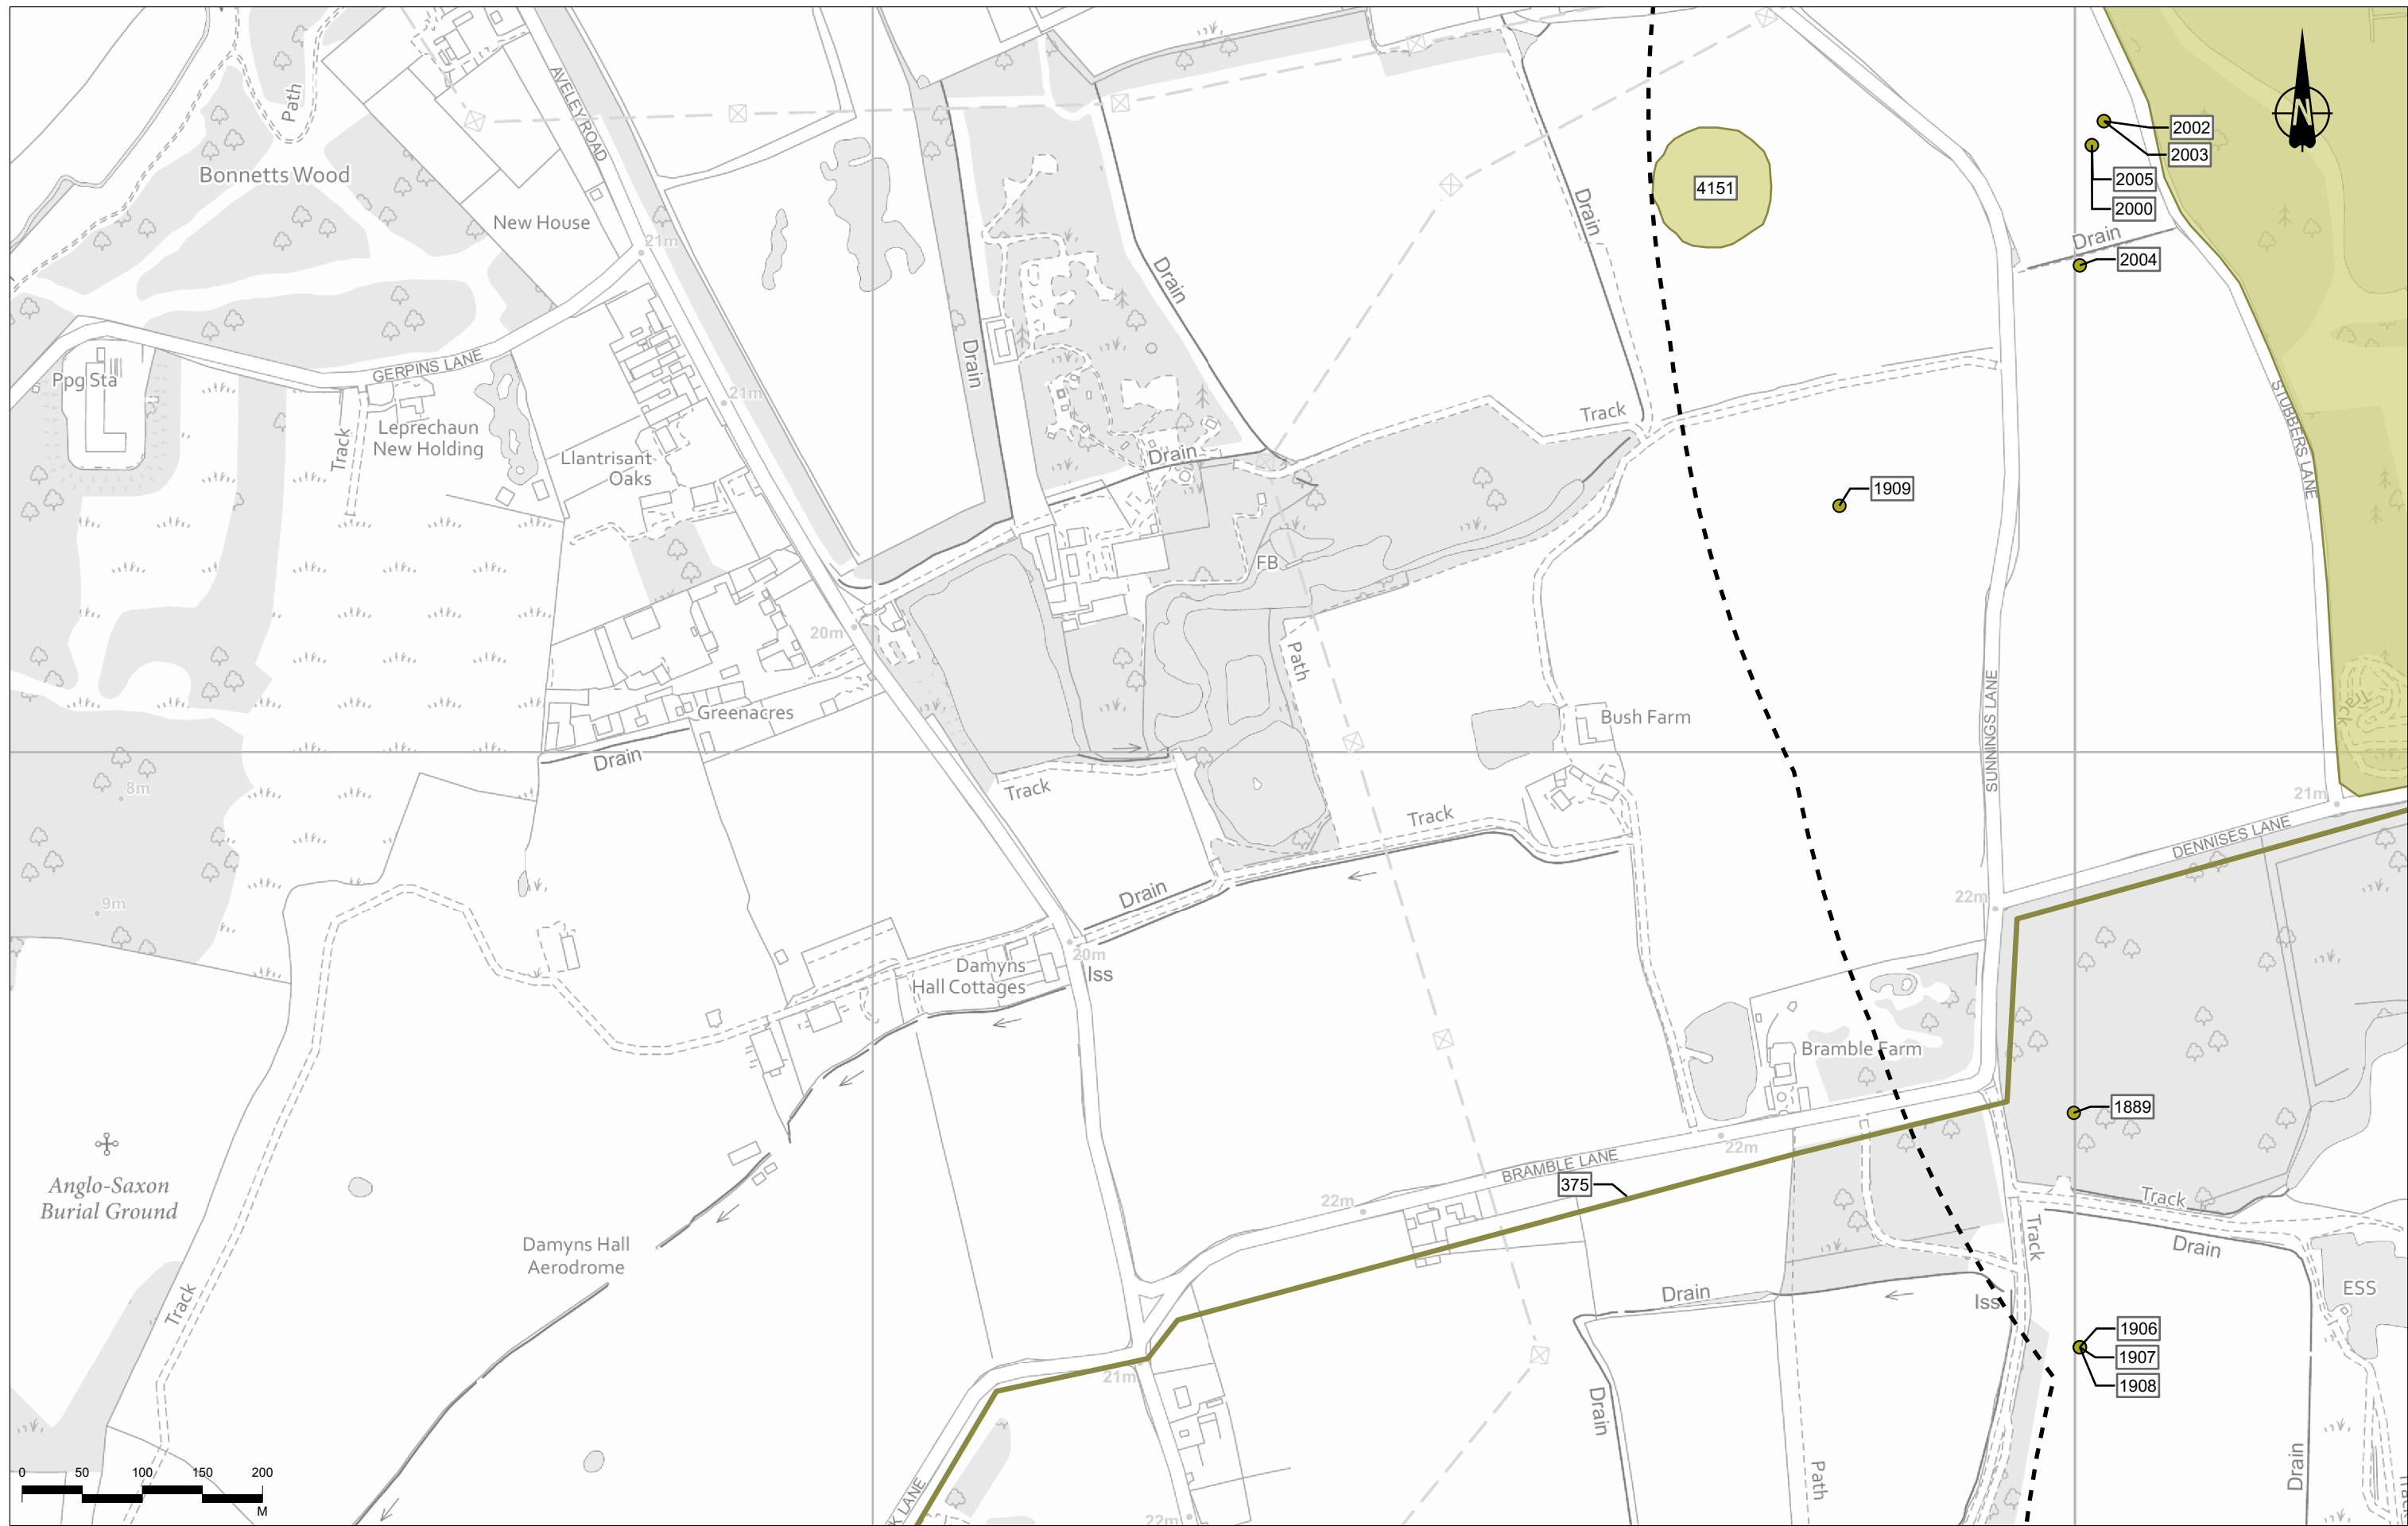 AVELEY ROAD
Path
Bonnetts Wood
New House
21m
Drain
Drain
Drain
4151
N
2002
2003
2005
2000
Drain
2004
Ppg Sta
GERPINS LANE
21m
Leprechaun
New Holding
Track
Llantrisant
Oaks
Drain
Track
STUBBERS LANE
1909
FB
20m
Path
Greenacres
Drain
Bush Farm
SUNNINGS LANE
Track
8m
Track
Track
21m
DENNISES LANE
9m
Drain
22m
20m
Iss
Damyns
Hall Cottages
Bramble Farm
1889
Anglo-Saxon
Burial Ground
BRAMBLE LANE
22m
375
22m
Track
Track
Drain
Damyns Hall
Aerodrome
Track
Drain
Iss
ESS
1906
1907
1908
21m
Drain
Path
Drain
0 50 100 150 200
M
K LANE
22m